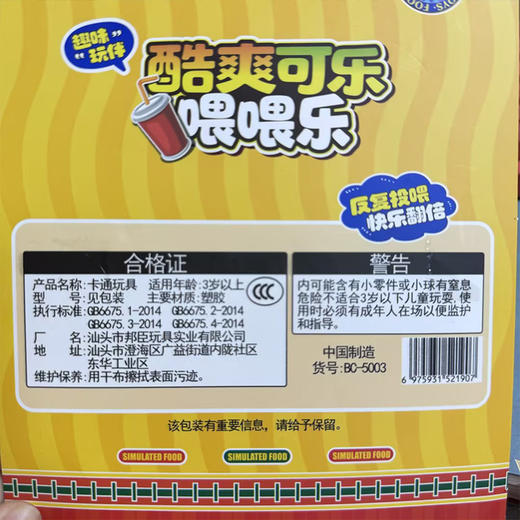 TOYS·FOO
趣味
玩伴
酷爽可乐
喂喂乐
反复投喂
快乐翻倍
合格证
产品名称:卡通玩具 适用年龄:3岁以上
型 号:见包装 主要材质:塑胶
执行标准:GB6675.1-2014 GB6675.2-2014
GB6675.3-2014 GB6675.4-2014
厂 名:汕头市邦臣玩具实业有限公司
地 址:汕头市澄海区广益街道内陇社区
东华工业区
维护保养:用干布擦拭表面污迹。
CCC
警告
内可能含有小零件或小球有窒息
危险不适合3岁以下儿童玩耍,使
用时必须有成年人在场以便监护
和指导。
中国制造
货号:BC-5003
6 975931 521907
该包装有重要信息，请给予保留。
SIMULATED FOOD
SIMULATED FOOD
SIMULATED FOOD